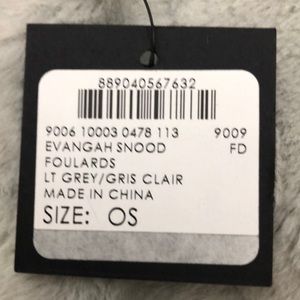 889040567632
9006 10003 0478 113 9009
EVANGAH SNOOD FD
FOULARDS
LT GREY/GRIS CLAIR
MADE IN CHINA
SIZE: OS